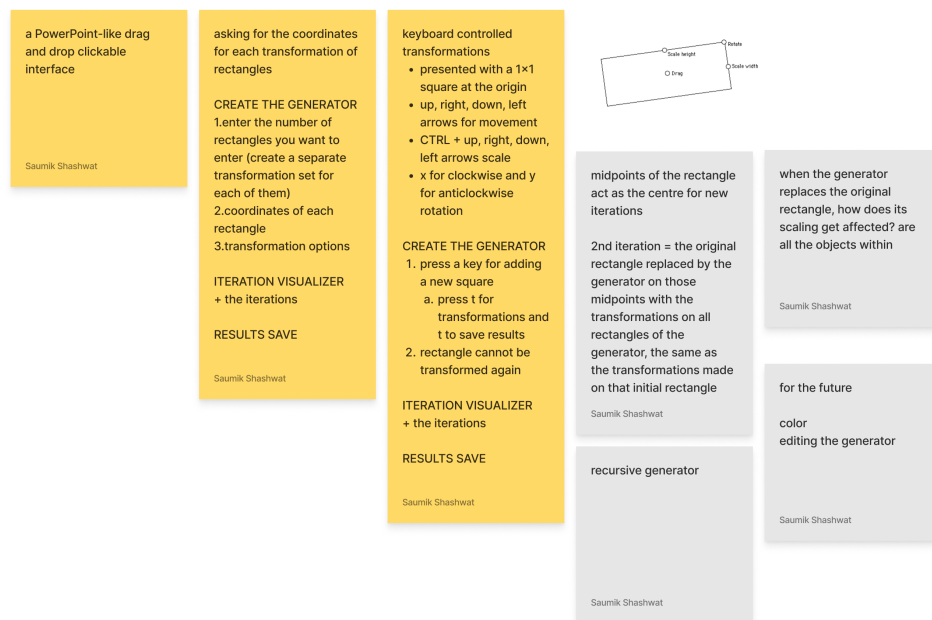 a PowerPoint-like drag
and drop clickable
interface
Saumik Shashwat
asking for the coordinates
for each transformation of
rectangles
CREATE THE GENERATOR
1.enter the number of
rectangles you want to
enter (create a separate
transformation set for
each of them)
2.coordinates of each
rectangle
3.transformation options
ITERATION VISUALIZER
+ the iterations
RESULTS SAVE
Saumik Shashwat
keyboard controlled
transformations
• presented with a 1x1
square at the origin
• up, right, down, left
arrows for movement
• CTRL + up, right, down,
left arrows scale
• x for clockwise and y
for anticlockwise
rotation
CREATE THE GENERATOR
1. press a key for adding
a new square
a. press t for
transformations and
t to save results
2. rectangle cannot be
transformed again
ITERATION VISUALIZER
+ the iterations
RESULTS SAVE
Saumik Shashwat
Rotate
Scale height
Scale width
Drag
midpoints of the rectangle
act as the centre for new
iterations
2nd iteration = the original
rectangle replaced by the
generator on those
midpoints with the
transformations on all
rectangles of the
generator, the same as
the transformations made
on that initial rectangle
Saumik Shashwat
recursive generator
Saumik Shashwat
when the generator
replaces the original
rectangle, how does its
scaling get affected? are
all the objects within
Saumik Shashwat
for the future
color
editing the generator
Saumik Shashwat